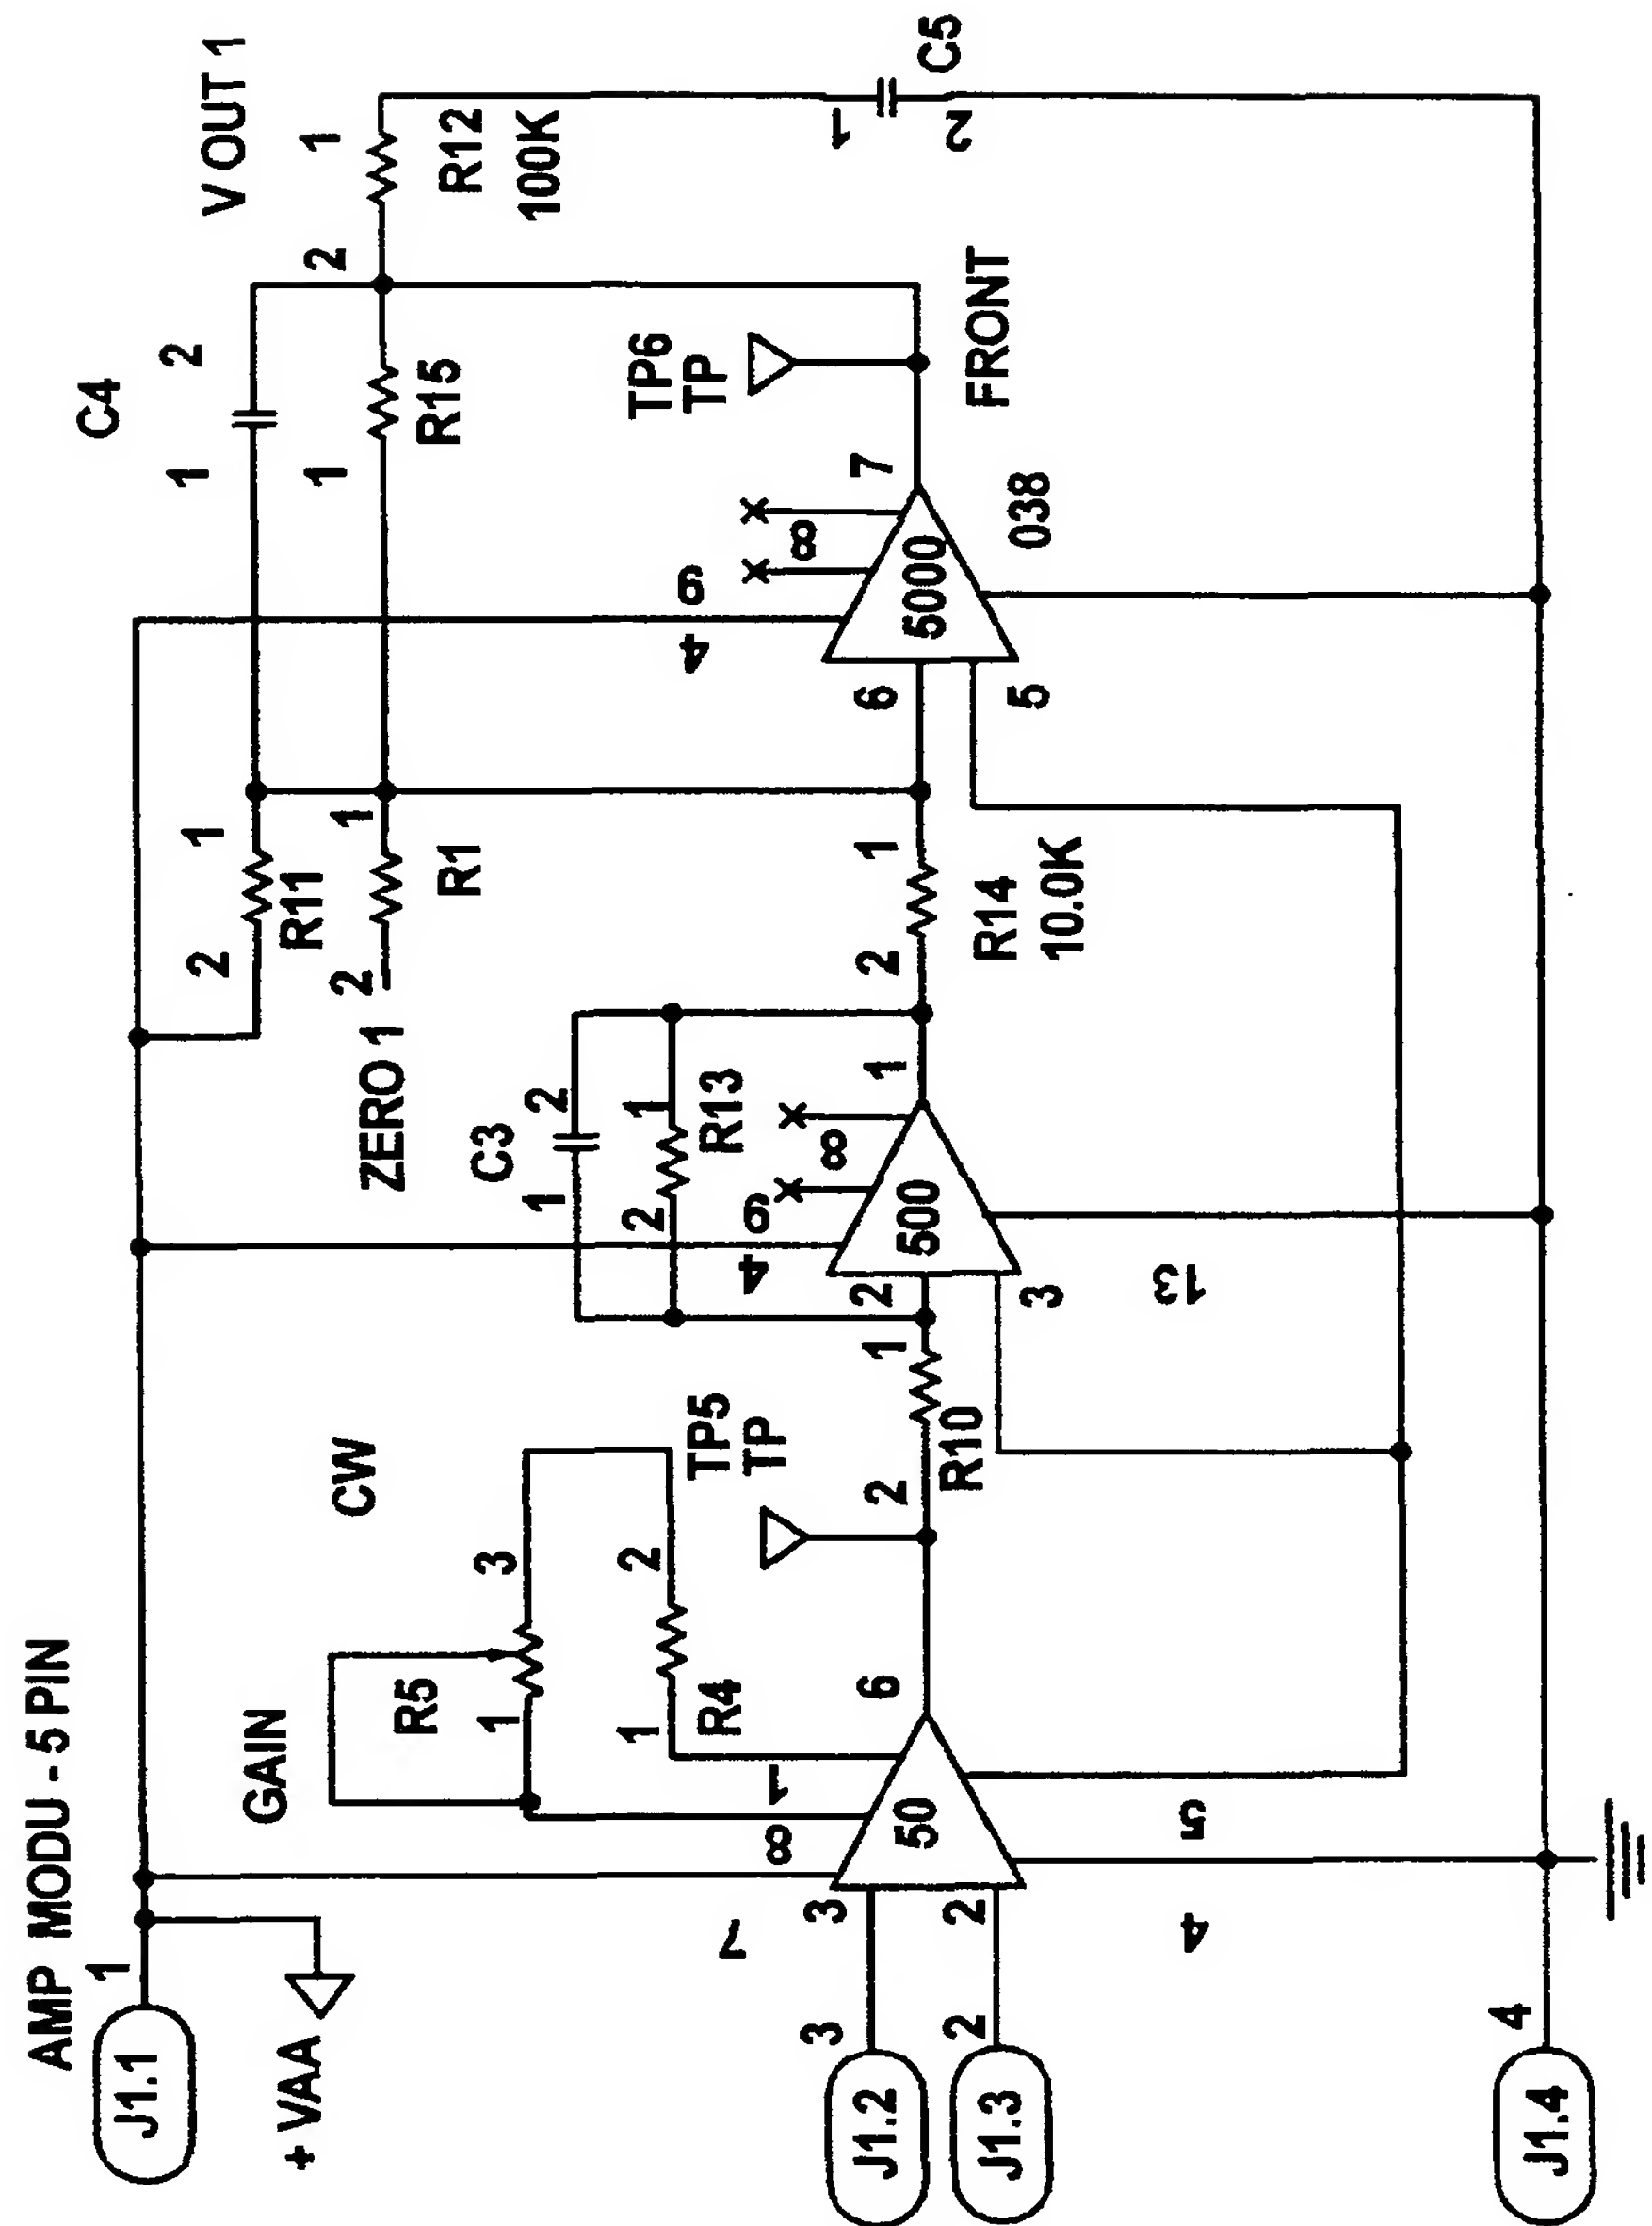 AMP MODU - 5 PIN
J1.1
1
+ VAA
GAIN
CW
R5
1
3
R4
1
2
J1.2
3
J1.3
2
J1.4
4
7
3
2
8
1
50
6
5
4
TP5
TP
2
1
R10
C3
1
2
R13
2
1
4
9
8
2
3
500
1
13
ZERO 1
2
1
R1
R11
2
1
R14
10.0K
2
1
C4
1
2
R15
1
4
9
8
6
5
5000
7
038
TP6
TP
FRONT
V OUT 1
2
1
R12
100K
1
2
C5